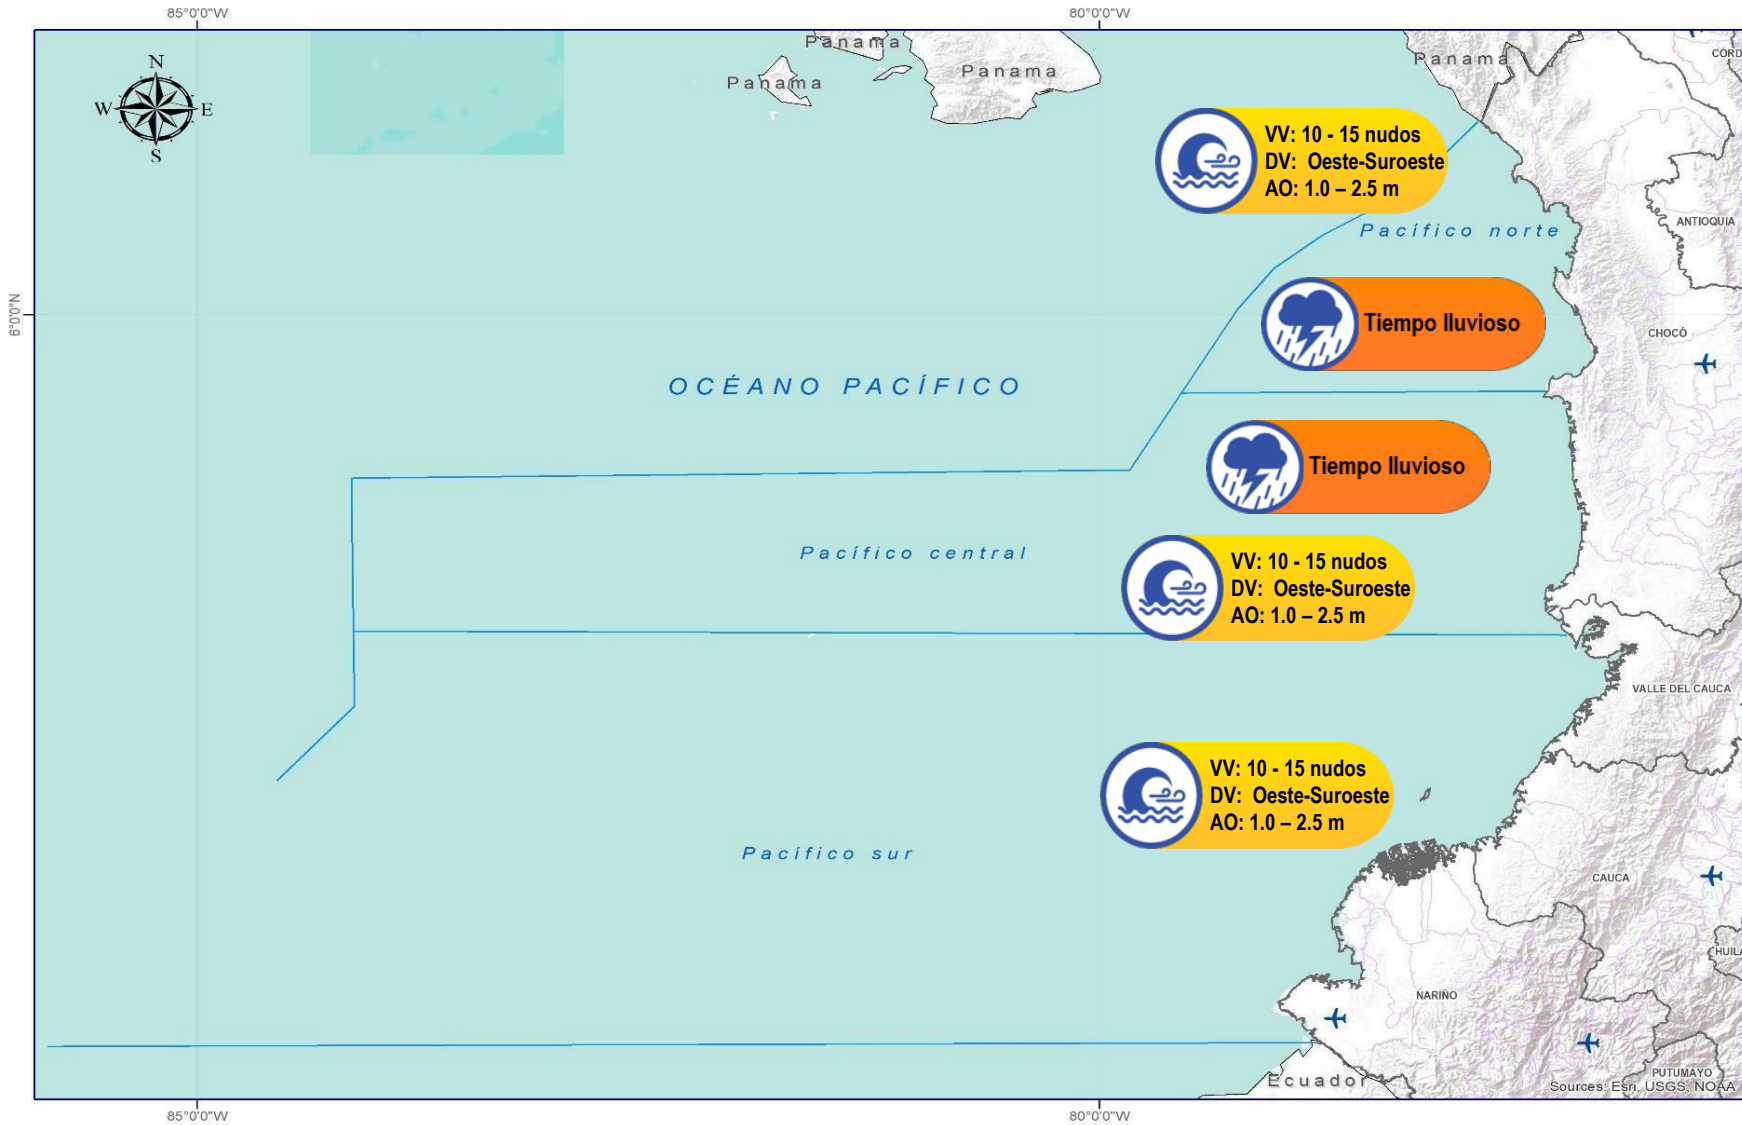 85°0'0"W
80°0'0"W
Panama
Panama
Panama
Panama
N
W
E
S
VV: 10 - 15 nudos
DV: Oeste-Suroeste
AO: 1.0 – 2.5 m
ANTIOQUIA
Pacífico norte
6°0'0"N
Tiempo lluvioso
CHOCÓ
OCÉANO PACÍFICO
Tiempo lluvioso
Pacífico central
VV: 10 - 15 nudos
DV: Oeste-Suroeste
AO: 1.0 – 2.5 m
VALLE DEL CAUCA
VV: 10 - 15 nudos
DV: Oeste-Suroeste
AO: 1.0 – 2.5 m
Pacífico sur
CAUCA
HUILA
NARIÑO
PUTUMAYO
Ecuador
Sources: Esri, USGS, NOAA
85°0'0"W
80°0'0"W